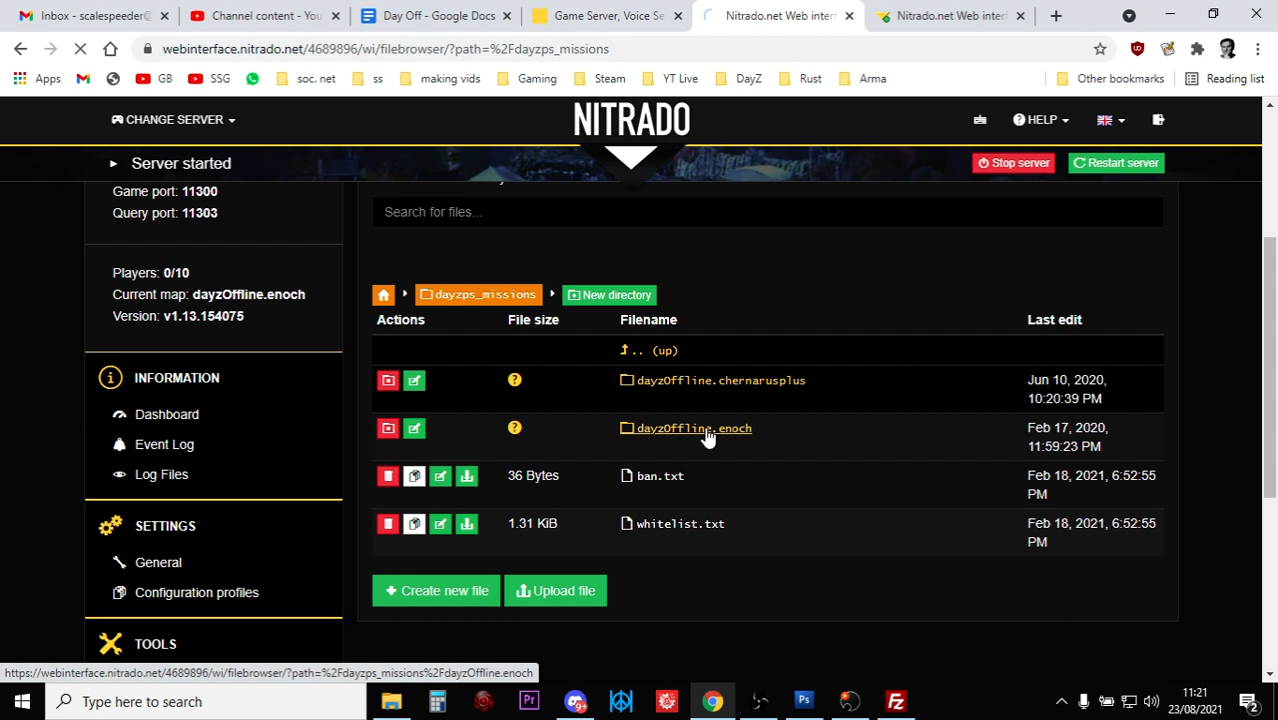 Inbox - scalespeeder@
Channel content - You
Day Off - Google Docs
Game Server, Voice Se
Nitrado.net Web inter
Nitrado.net Web inter
webinterface.nitrado.net/4689896/wi/filebrowser/?path=%2Fdayzps_missions
Apps
GB
SSG
soc. net
ss
making vids
Gaming
Steam
YT Live
DayZ
Rust
Arma
Other bookmarks
Reading list
CHANGE SERVER
NITRADO
HELP
Server started
Stop server
Restart server
Game port: 11300
Query port: 11303
Search for files...
Players: 0/10
Current map: dayzOffline.enoch
Version: v1.13.154075
dayzps_missions
New directory
Actions
File size
Filename
Last edit
.. (up)
dayzOffline.chernarusplus
Jun 10, 2020,
10:20:39 PM
dayzOffline.enoch
Feb 17, 2020,
11:59:23 PM
36 Bytes
ban.txt
Feb 18, 2021, 6:52:55
PM
1.31 KiB
whitelist.txt
Feb 18, 2021, 6:52:55
PM
Create new file
Upload file
INFORMATION
Dashboard
Event Log
Log Files
SETTINGS
General
Configuration profiles
TOOLS
https://webinterface.nitrado.net/4689896/wi/filebrowser/?path=%2Fdayzps_missions%2FdayzOffline.enoch
Type here to search
Pr
9+
Ps
11:21
23/08/2021
2